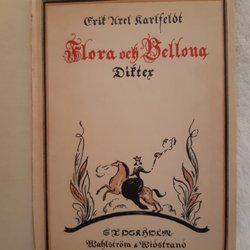 Erik Axel Karlfeldt
Flora och Bellona
Dikter
STOCKHOLM
Wahlström & Widstrand